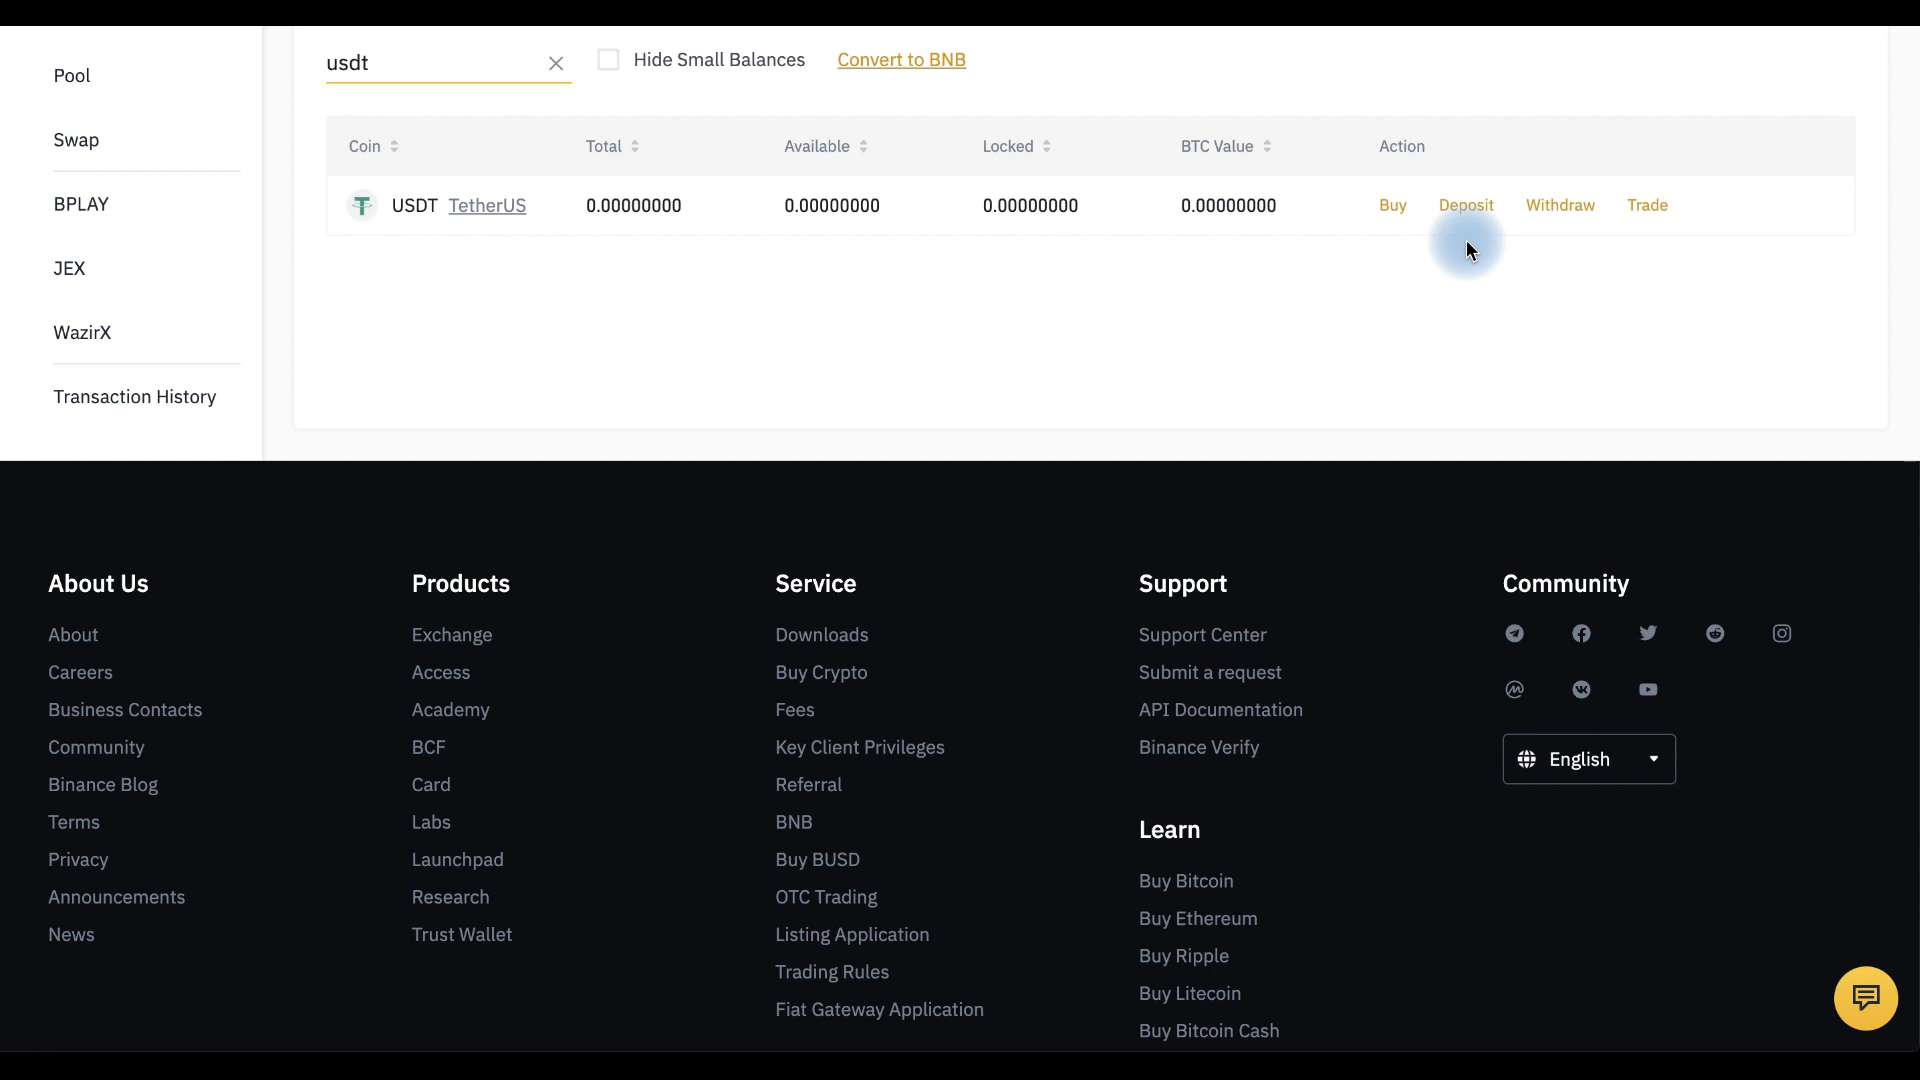 Pool
Swap
BPLAY
JEX
WazirX
Transaction History
usdt
Hide Small Balances
Convert to BNB
Coin Total Available Locked BTC Value Action
USDT TetherUS 0.00000000 0.00000000 0.00000000 0.00000000 Buy Deposit Withdraw Trade
About Us
About
Careers
Business Contacts
Community
Binance Blog
Terms
Privacy
Announcements
News
Products
Exchange
Access
Academy
BCF
Card
Labs
Launchpad
Research
Trust Wallet
Service
Downloads
Buy Crypto
Fees
Key Client Privileges
Referral
BNB
Buy BUSD
OTC Trading
Listing Application
Trading Rules
Fiat Gateway Application
Support
Support Center
Submit a request
API Documentation
Binance Verify
Learn
Buy Bitcoin
Buy Ethereum
Buy Ripple
Buy Litecoin
Buy Bitcoin Cash
Community
English